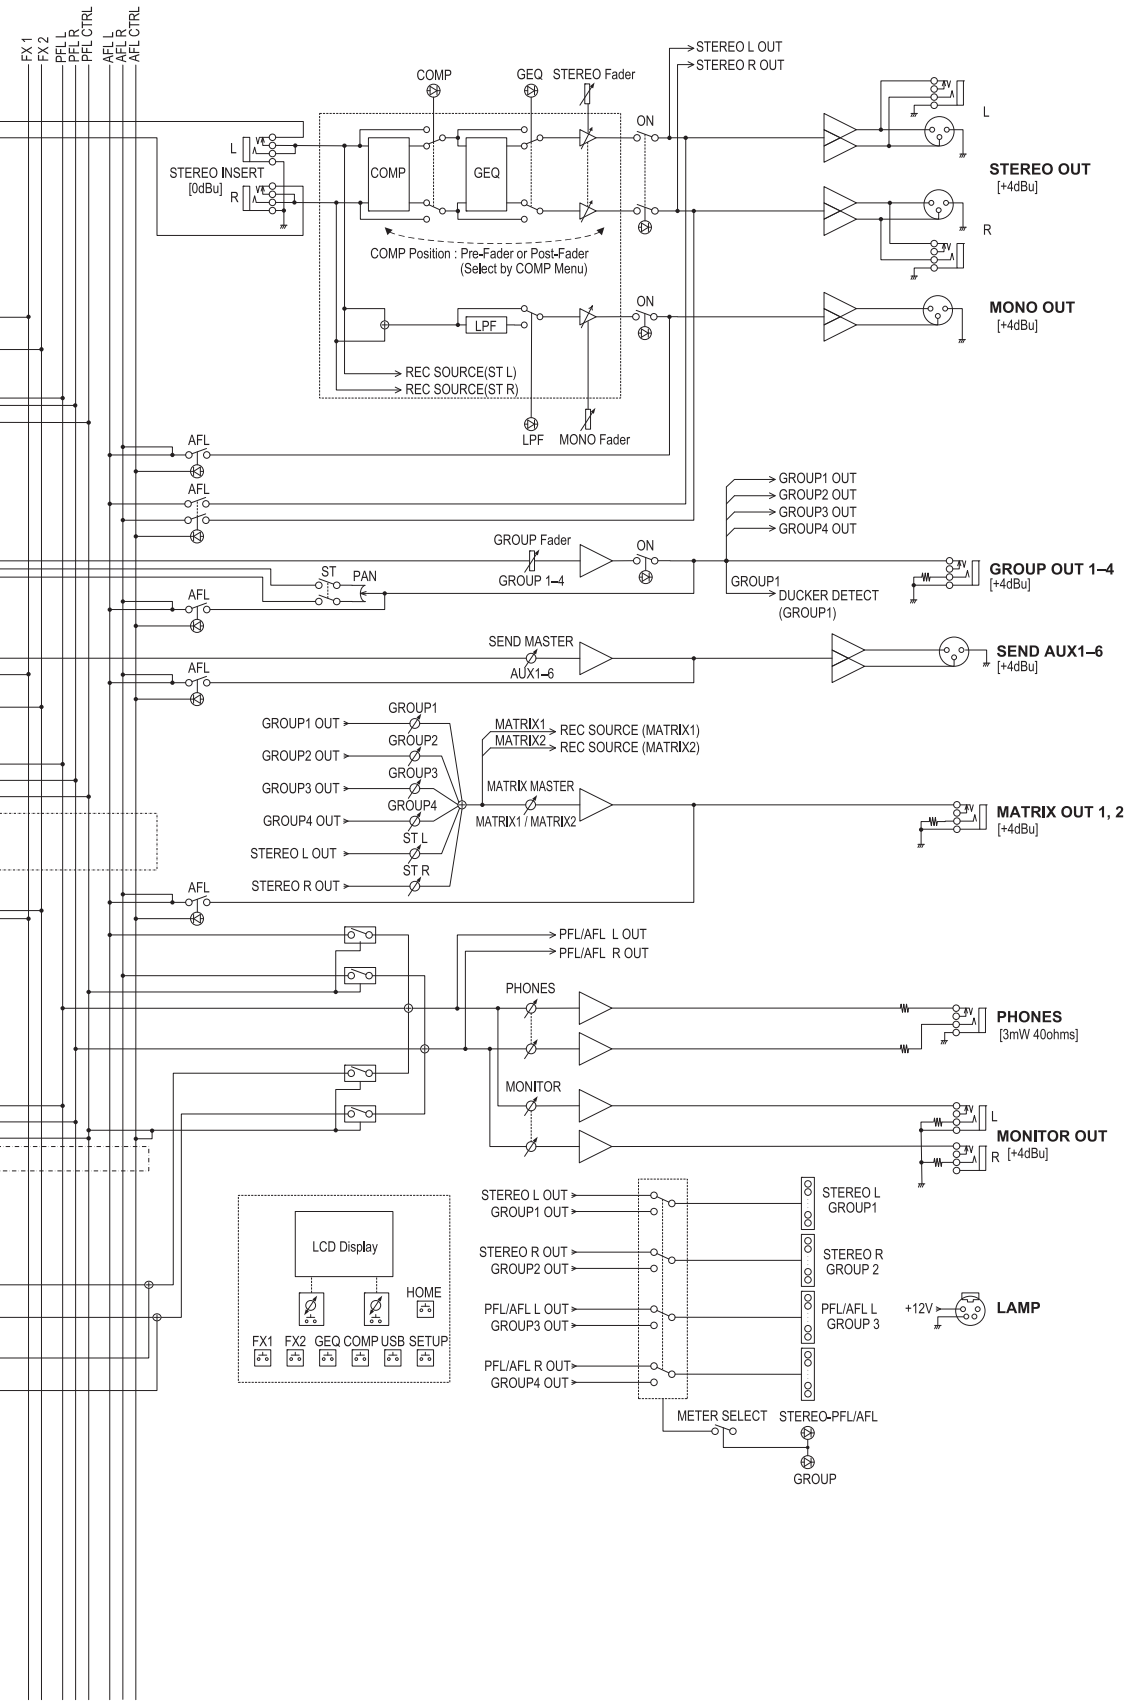 FX 1
FX 2
PFL L
PFL R
PFL CTRL
AFL L
AFL R
AFL CTRL
STEREO L OUT
STEREO R OUT
COMP
GEQ
STEREO Fader
ON
L
STEREO INSERT
[0dBu]
R
COMP
GEQ
L
STEREO OUT
[+4dBu]
R
COMP Position : Pre-Fader or Post-Fader
(Select by COMP Menu)
ON
LPF
MONO OUT
[+4dBu]
REC SOURCE(ST L)
REC SOURCE(ST R)
LPF
MONO Fader
AFL
AFL
GROUP1 OUT
GROUP2 OUT
GROUP3 OUT
GROUP4 OUT
GROUP Fader
GROUP 1–4
ON
ST
PAN
GROUP1
DUCKER DETECT
(GROUP1)
GROUP OUT 1–4
[+4dBu]
AFL
SEND MASTER
AUX1–6
SEND AUX1–6
[+4dBu]
AFL
GROUP1 OUT
GROUP1
GROUP2 OUT
GROUP2
GROUP3 OUT
GROUP3
GROUP4 OUT
GROUP4
STEREO L OUT
ST L
STEREO R OUT
ST R
MATRIX1
REC SOURCE (MATRIX1)
MATRIX2
REC SOURCE (MATRIX2)
MATRIX MASTER
MATRIX1 / MATRIX2
MATRIX OUT 1, 2
[+4dBu]
AFL
PFL/AFL L OUT
PFL/AFL R OUT
PHONES
PHONES
[3mW 40ohms]
MONITOR
L
MONITOR OUT
R [+4dBu]
LCD Display
HOME
FX1 FX2 GEQ COMP USB SETUP
STEREO L OUT
GROUP1 OUT
STEREO L
GROUP1
STEREO R OUT
GROUP2 OUT
STEREO R
GROUP 2
PFL/AFL L OUT
GROUP3 OUT
PFL/AFL L
GROUP 3
PFL/AFL R OUT
GROUP4 OUT
+12V
LAMP
METER SELECT
STEREO-PFL/AFL
GROUP